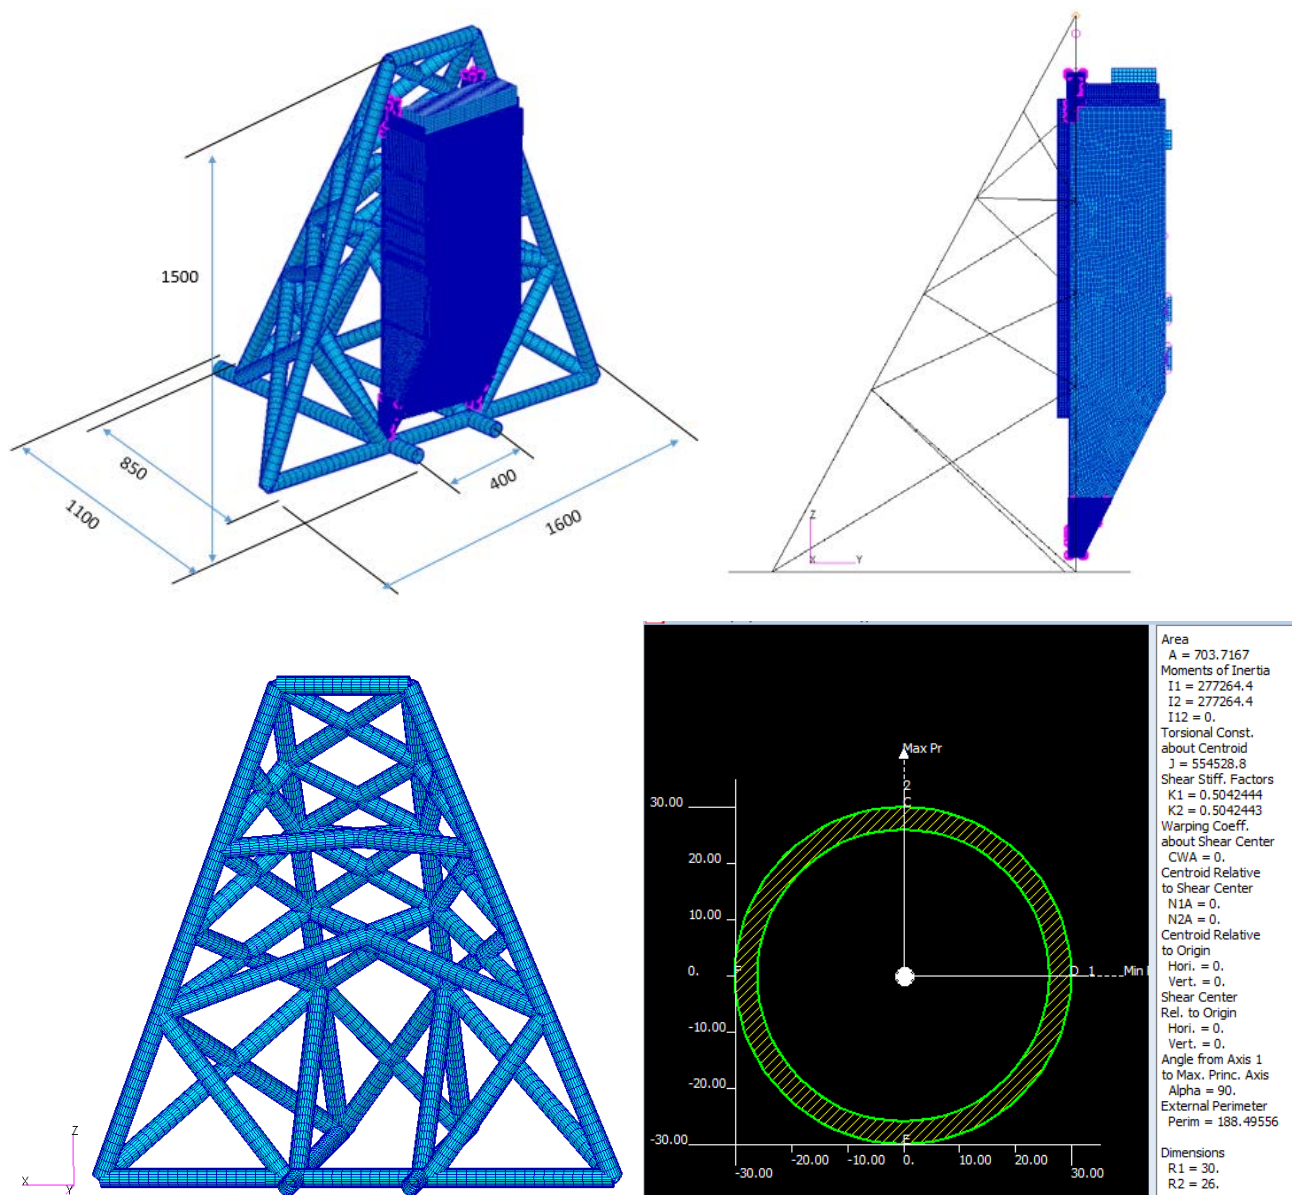 1500
850
1100
400
1600
Z
X
Y
Z
X
Y
Max Pr
2
C
30.00
20.00
10.00
0.
-10.00
-20.00
-30.00
F
D
1
Min
E
-30.00
-20.00
-10.00
0.
10.00
20.00
30.00
Area
A = 703.7167
Moments of Inertia
I1 = 277264.4
I2 = 277264.4
I12 = 0.
Torsional Const.
about Centroid
J = 554528.8
Shear Stiff. Factors
K1 = 0.5042444
K2 = 0.5042443
Warping Coeff.
about Shear Center
CWA = 0.
Centroid Relative
to Shear Center
N1A = 0.
N2A = 0.
Centroid Relative
to Origin
Hori. = 0.
Vert. = 0.
Shear Center
Rel. to Origin
Hori. = 0.
Vert. = 0.
Angle from Axis 1
to Max. Princ. Axis
Alpha = 90.
External Perimeter
Perim = 188.49556
Dimensions
R1 = 30.
R2 = 26.